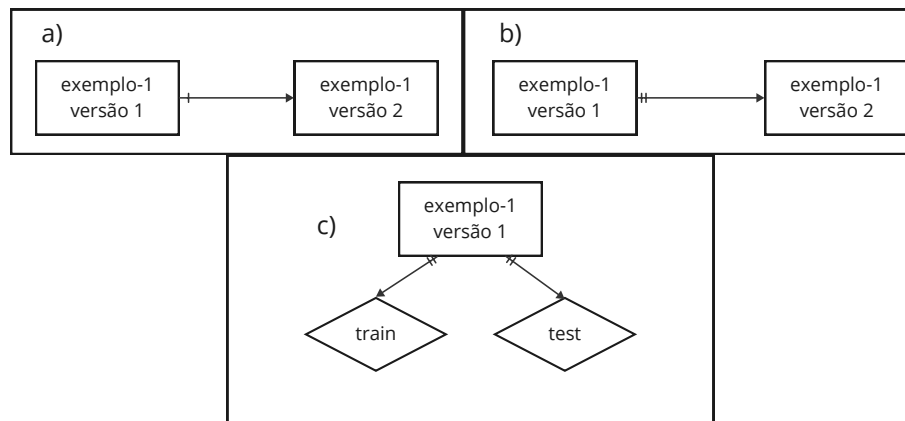 a)
exemplo-1
versão 1
exemplo-1
versão 2
b)
exemplo-1
versão 1
exemplo-1
versão 2
c)
exemplo-1
versão 1
train
test